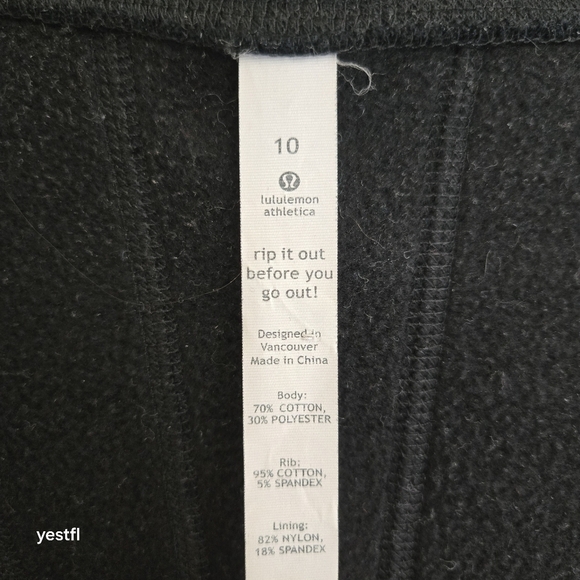 10
lululemon
athletica
rip it out
before you
go out!
Designed in
Vancouver
Made in China
Body:
70% COTTON,
30% POLYESTER
Rib:
95% COTTON,
5% SPANDEX
Lining:
82% NYLON,
18% SPANDEX
yestfl